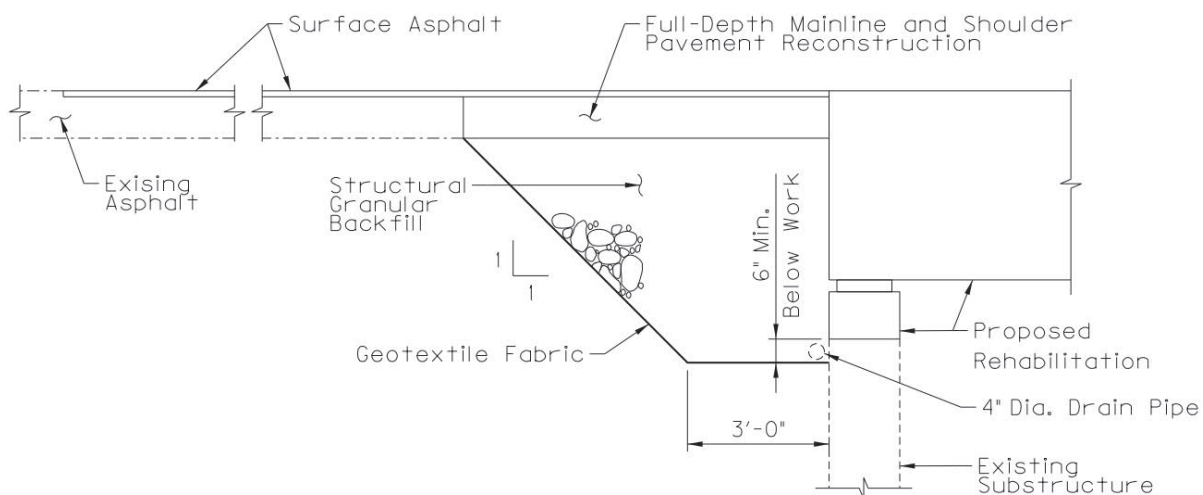 Surface Asphalt
Full-Depth Mainline and Shoulder
Pavement Reconstruction
Exising
Asphalt
Structural
Granular
Backfill
6" Min.
Below Work
1
1
Geotextile Fabric
Proposed
Rehabilitation
4" Dia. Drain Pipe
3'-0"
Existing
Substructure